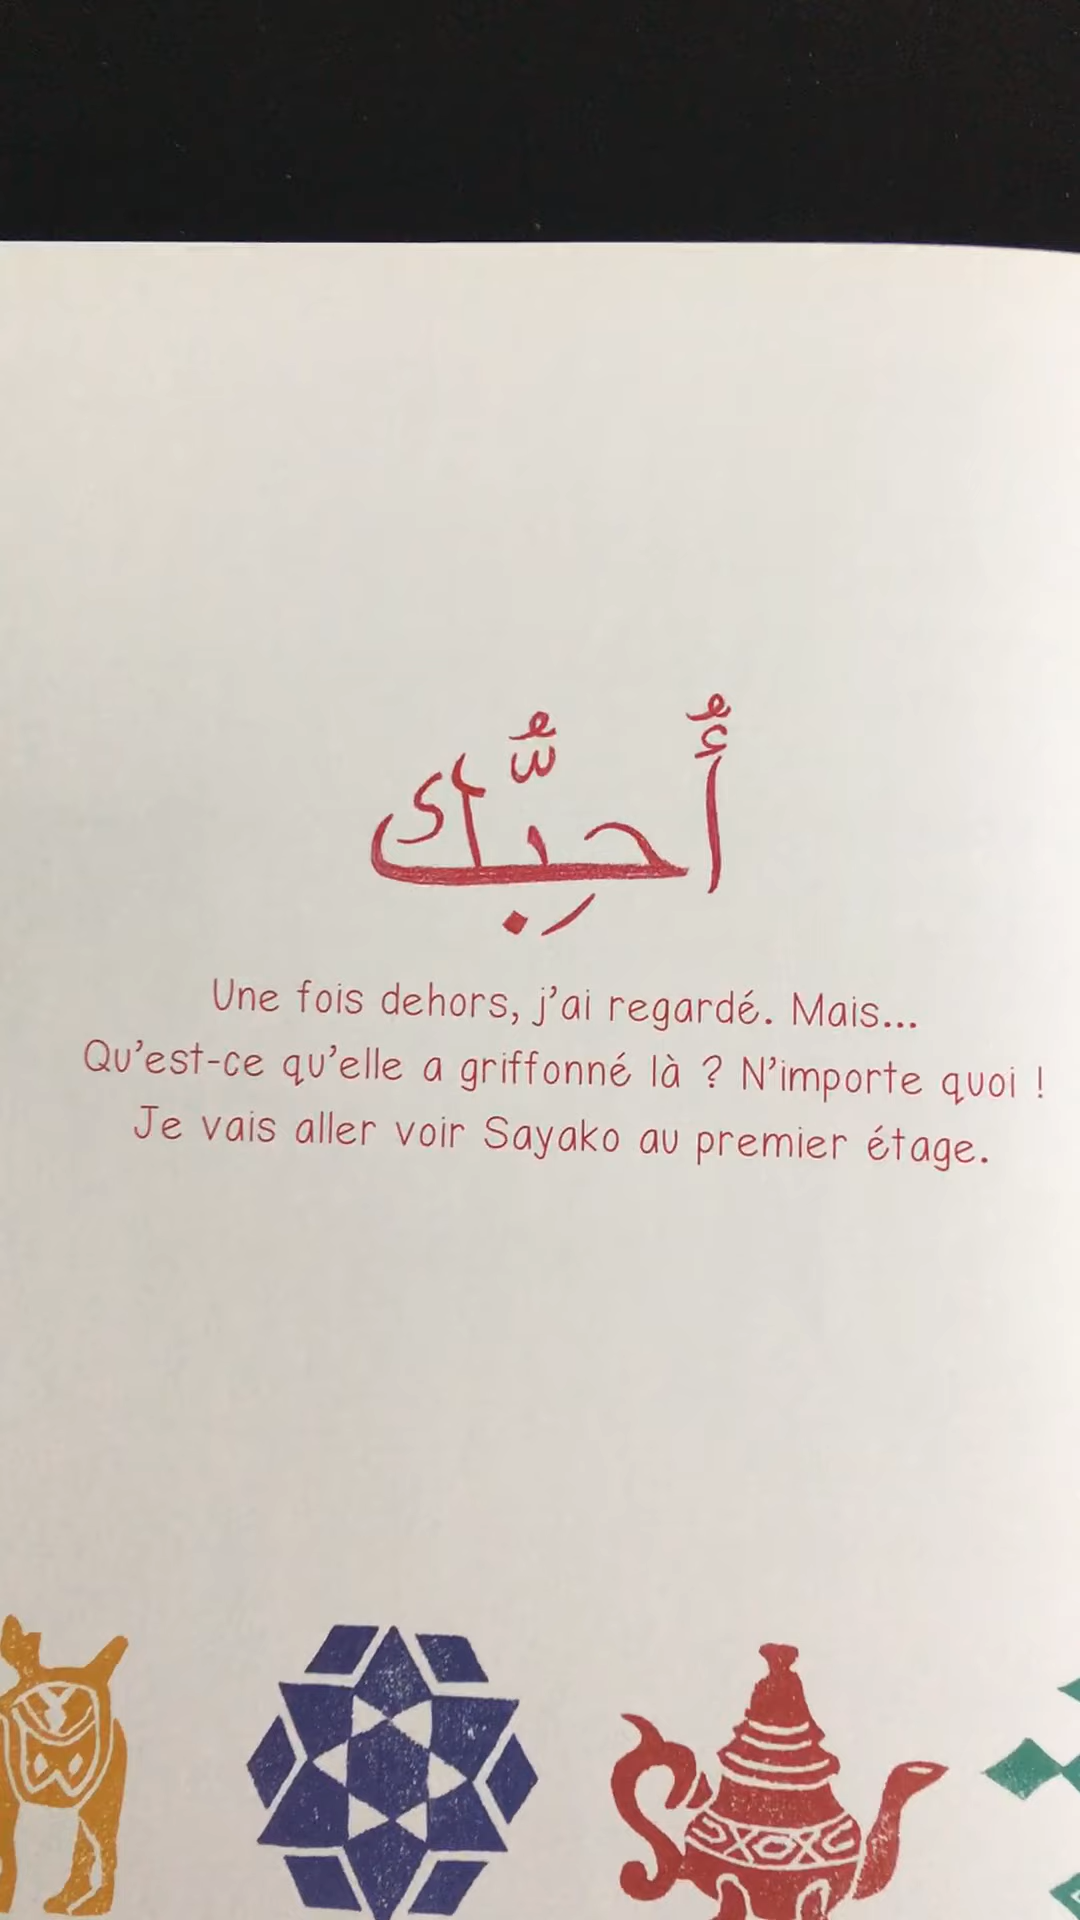 أُحِبُّك
Une fois dehors, j'ai regardé. Mais...
Qu'est-ce qu'elle a griffonné là ? N'importe quoi !
Je vais aller voir Sayako au premier étage.